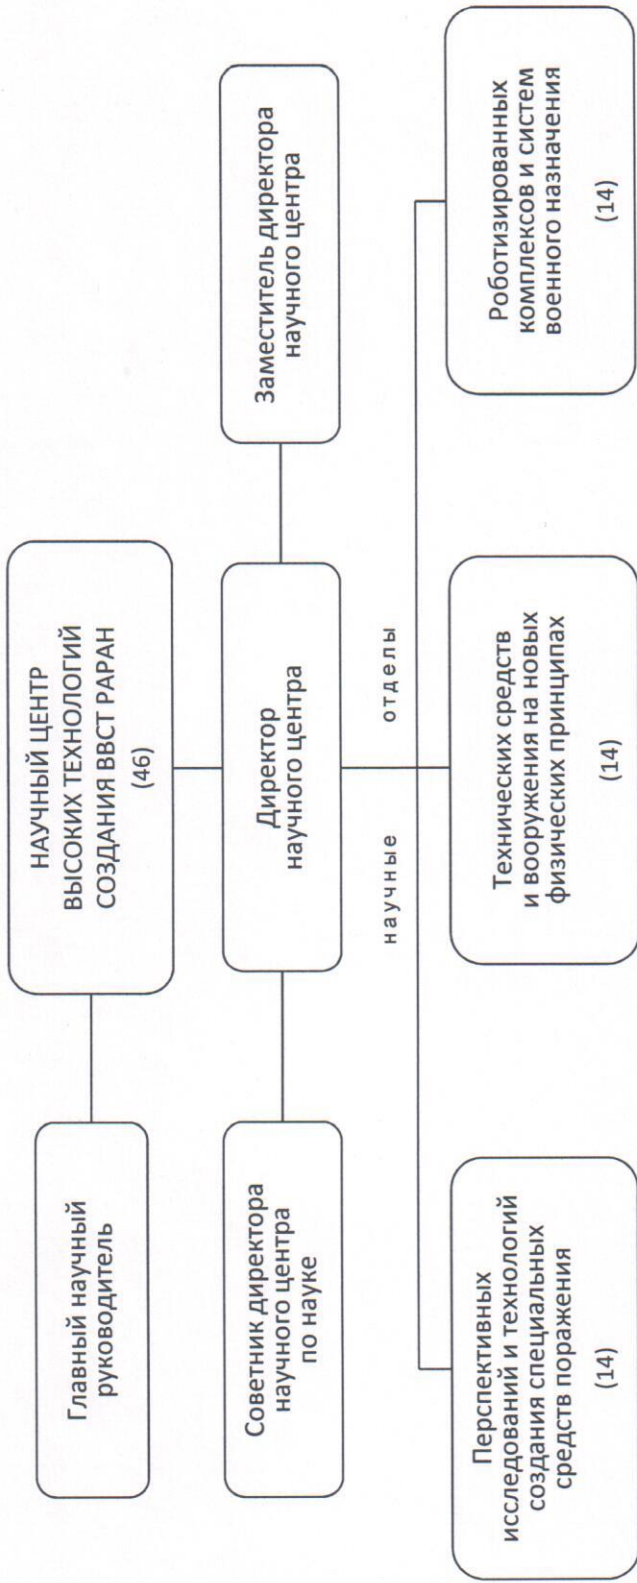 НАУЧНЫЙ ЦЕНТР
ВЫСОКИХ ТЕХНОЛОГИЙ
СОЗДАНИЯ ВВСТ РАРАН
(46)
Главный научный
руководитель
Советник директора
научного центра
по науке
Директор
научного центра
Заместитель директора
научного центра
научные отделы
Перспективных
исследований и технологий
создания специальных
средств поражения
(14)
Технических средств
и вооружения на новых
физических принципах
(14)
Роботизированных
комплексов и систем
военного назначения
(14)